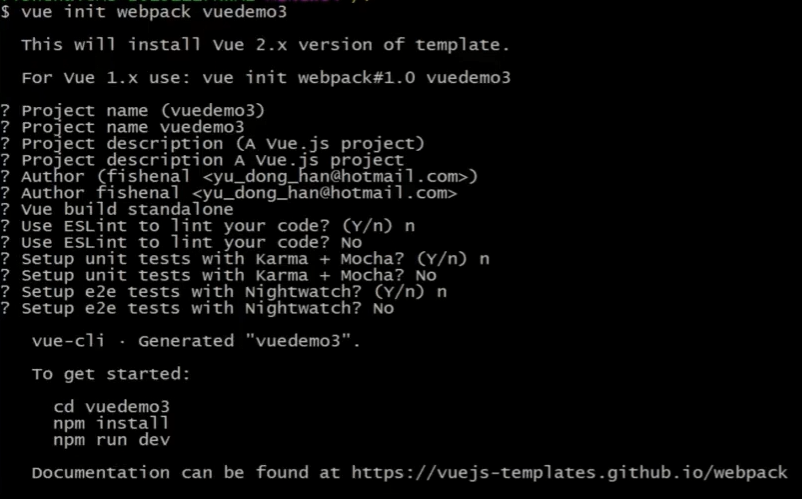 $ vue init webpack vuedemo3
This will install Vue 2.x version of template.
For Vue 1.x use: vue init webpack#1.0 vuedemo3
? Project name (vuedemo3)
? Project name vuedemo3
? Project description (A Vue.js project)
? Project description A Vue.js project
? Author (fishenal <yu_dong_han@hotmail.com>)
? Author fishenal <yu_dong_han@hotmail.com>
? Vue build standalone
? Use ESLint to lint your code? (Y/n) n
? Use ESLint to lint your code? No
? Setup unit tests with Karma + Mocha? (Y/n) n
? Setup unit tests with Karma + Mocha? No
? Setup e2e tests with Nightwatch? (Y/n) n
? Setup e2e tests with Nightwatch? No
vue-cli · Generated "vuedemo3".
To get started:
cd vuedemo3
npm install
npm run dev
Documentation can be found at https://vuejs-templates.github.io/webpack